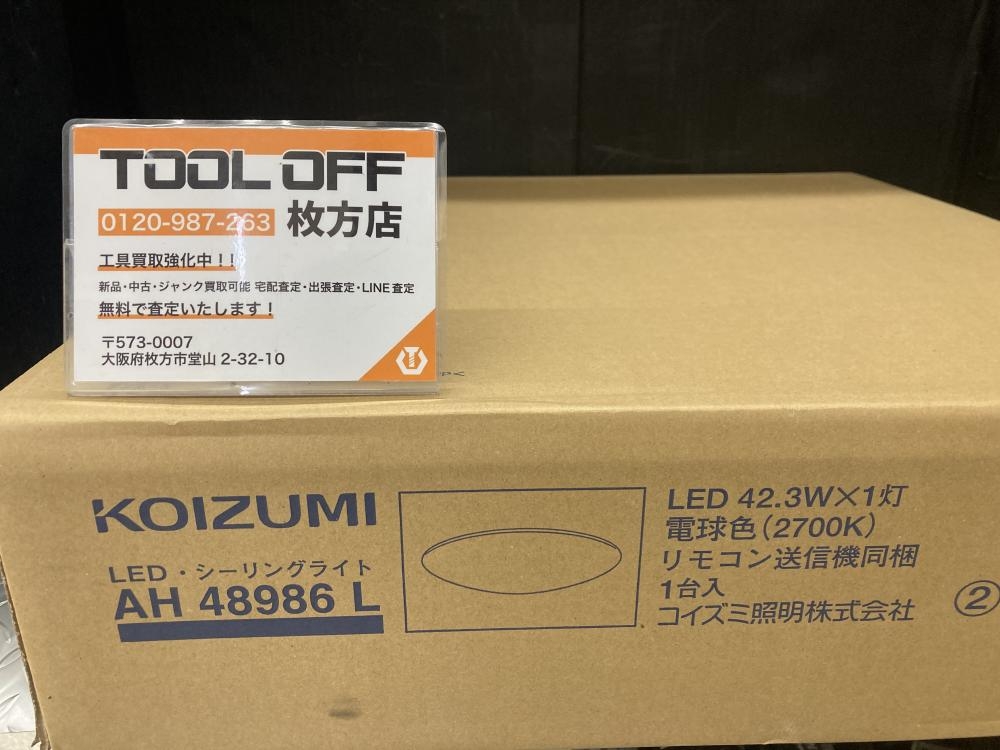 TOOL OFF
0120-987-263 枚方店
工具買取強化中！！
新品・中古・ジャンク買取可能 宅配査定・出張査定・LINE査定
無料で査定いたします！
〒573-0007
大阪府枚方市堂山 2-32-10
KOIZUMI
LED・シーリングライト
AH 48986 L
LED 42.3W×1灯
電球色(2700K)
リモコン送信機同梱
1台入
コイズミ照明株式会社
②